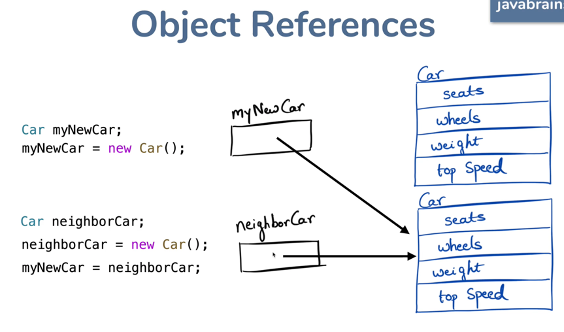 javabrains
Object References
Car myNewCar;
myNewCar = new Car();
myNewCar
Car
seats
wheels
weight
top Speed
Car neighborCar;
neighborCar = new Car();
myNewCar = neighborCar;
neighborCar
Car
seats
wheels
weight
top Speed